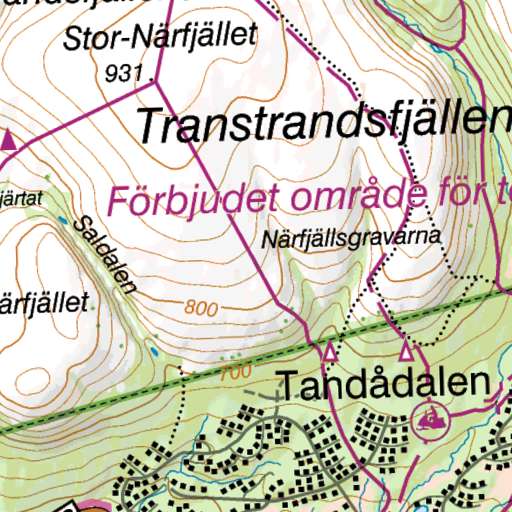 Stor-Närfjället
931
Transtrandsfjällen
Förbjudet område för
Närfjällsgravarna
Saldalen
800
700
Tandådalen